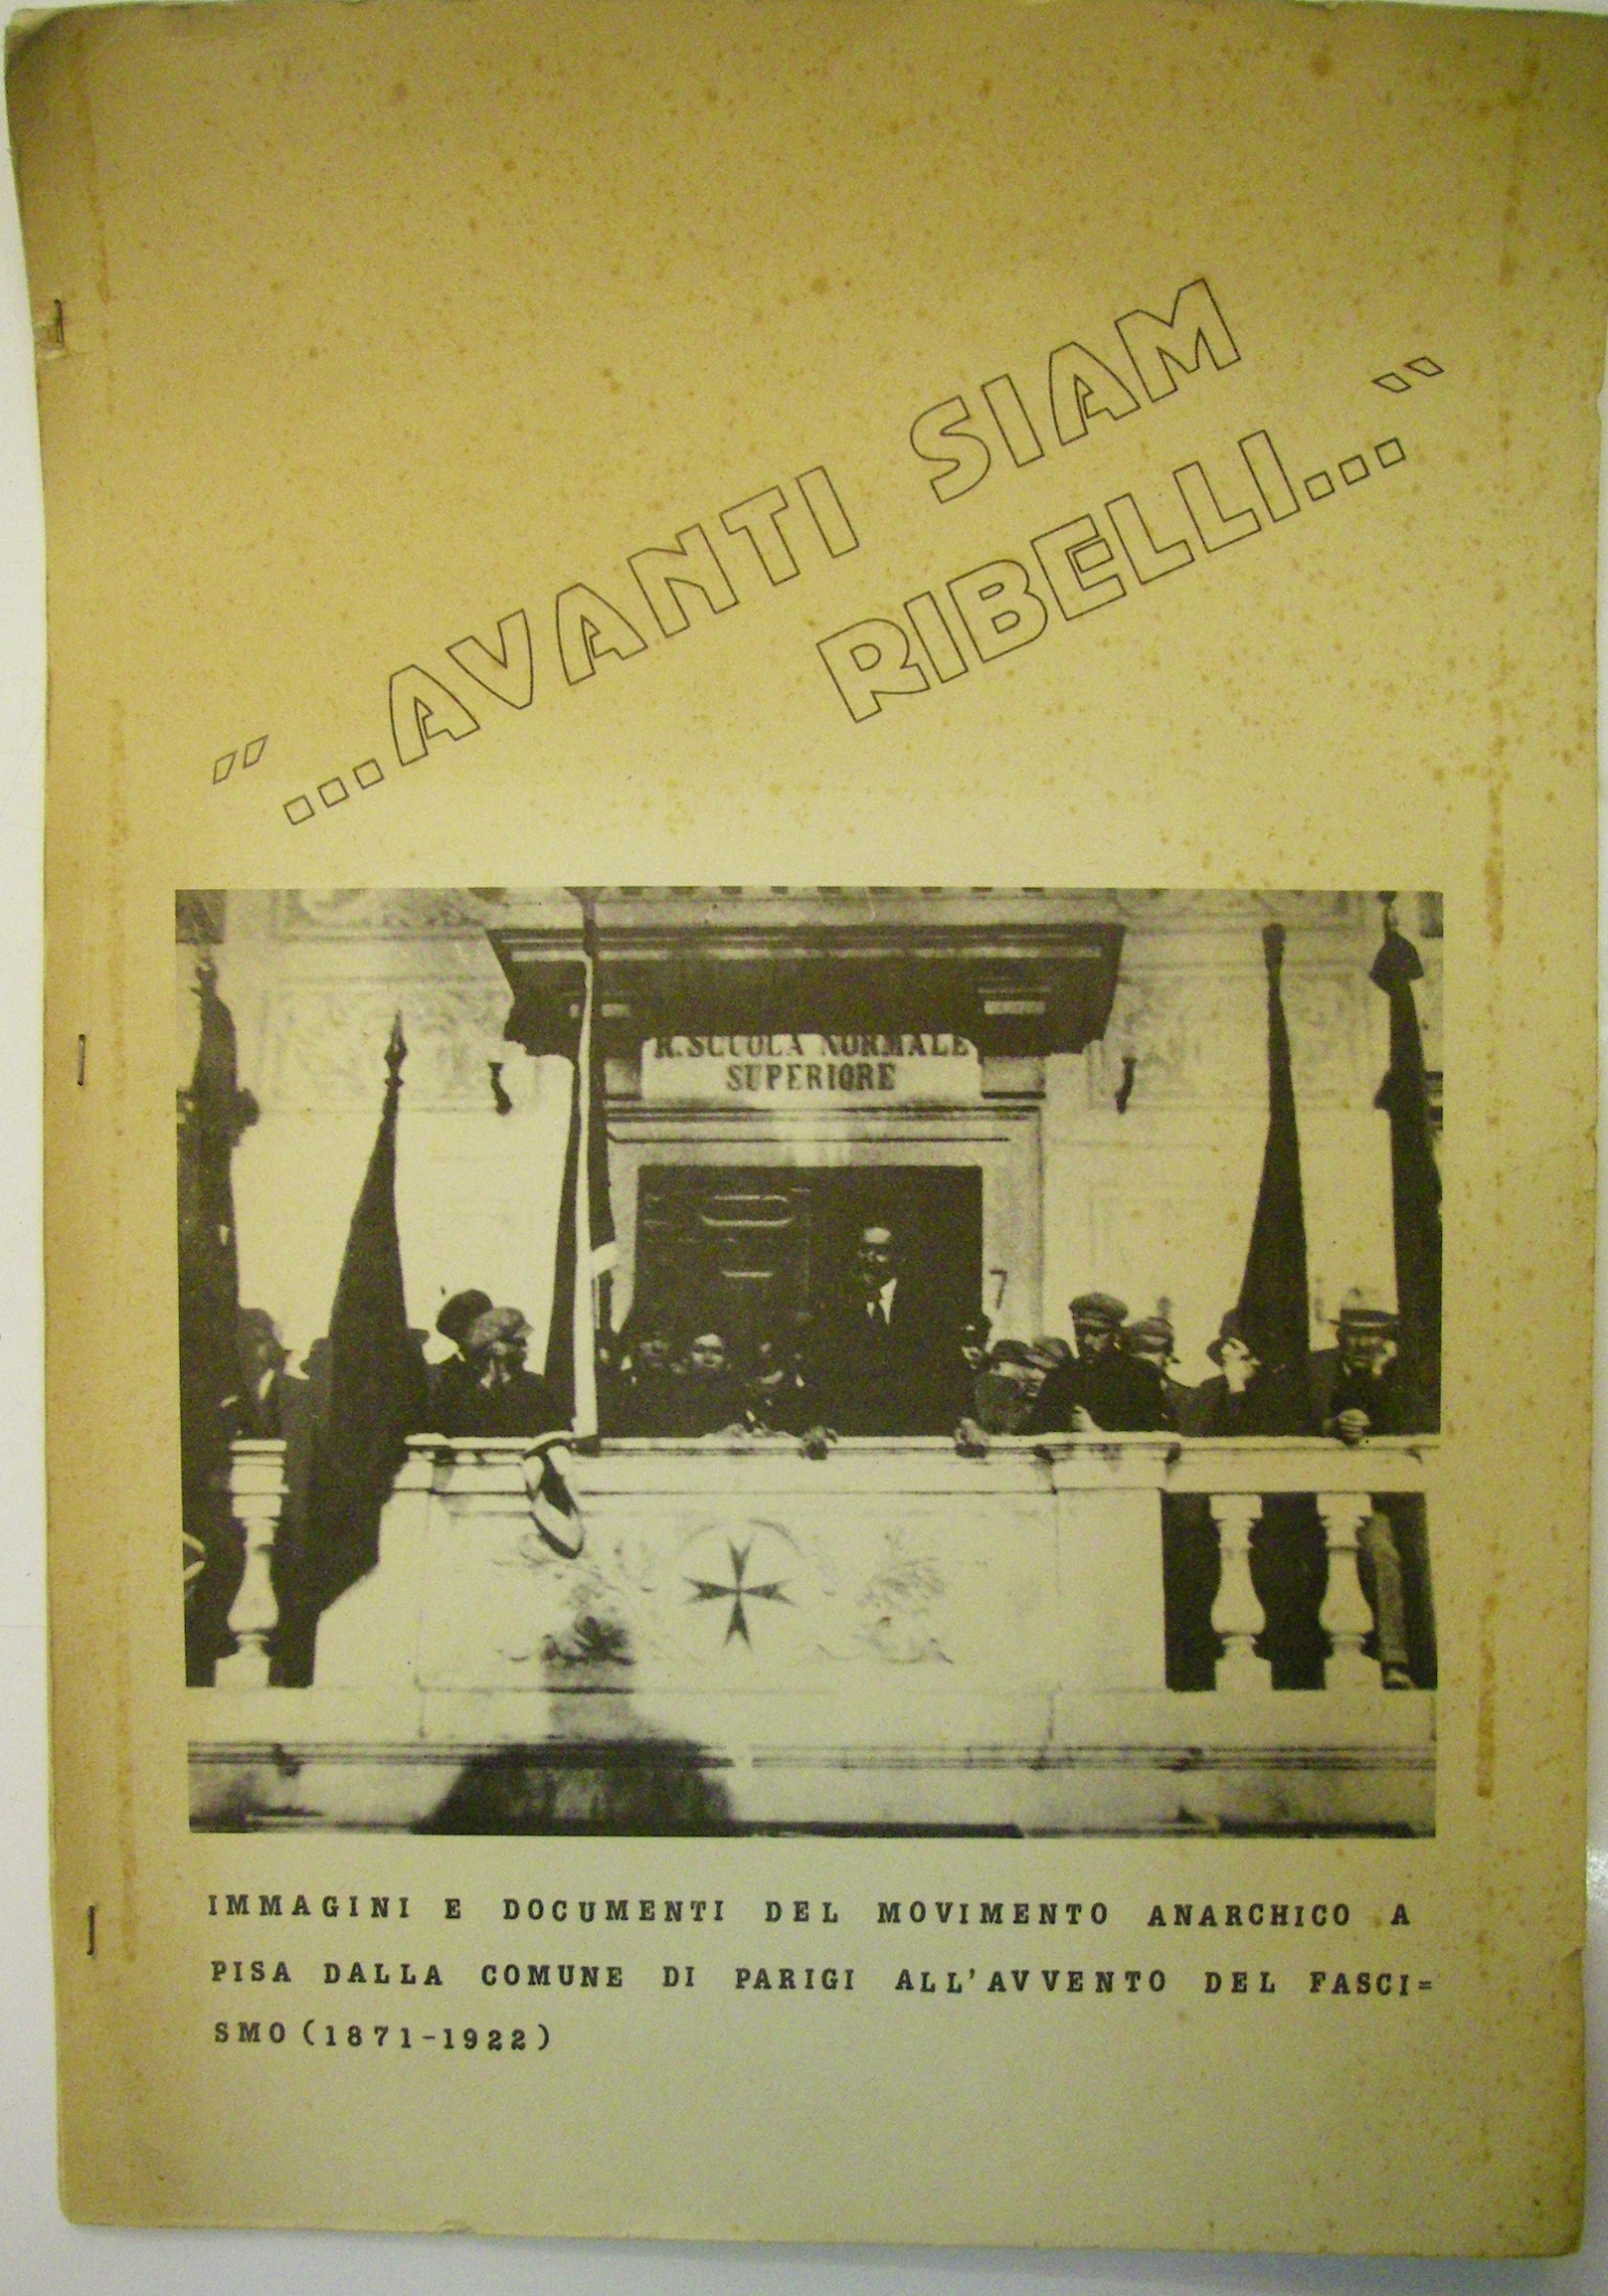 "...AVANTI SIAM
RIBELLI..."
R. SCUOLA NORMALE
SUPERIORE
7
IMMAGINI E DOCUMENTI DEL MOVIMENTO ANARCHICO A
PISA DALLA COMUNE DI PARIGI ALL'AVVENTO DEL FASCI=
SMO (1871-1922)